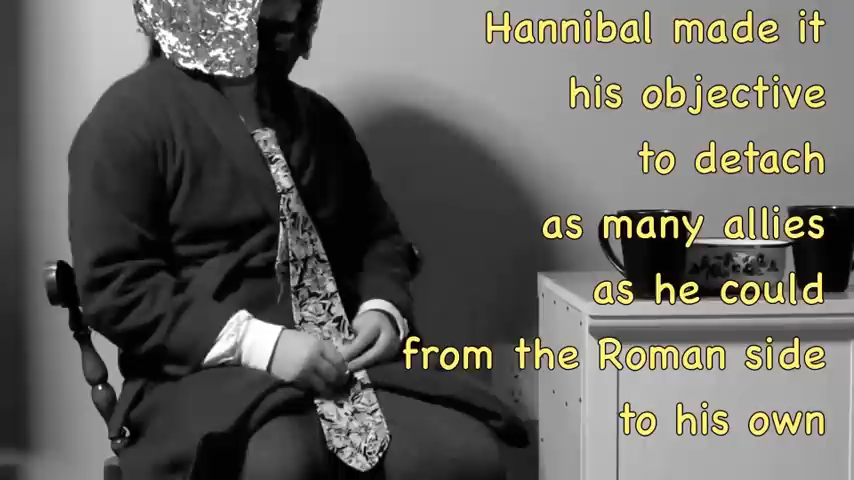 Hannibal made it
his objective
to detach
as many allies
as he could
from the Roman side
to his own